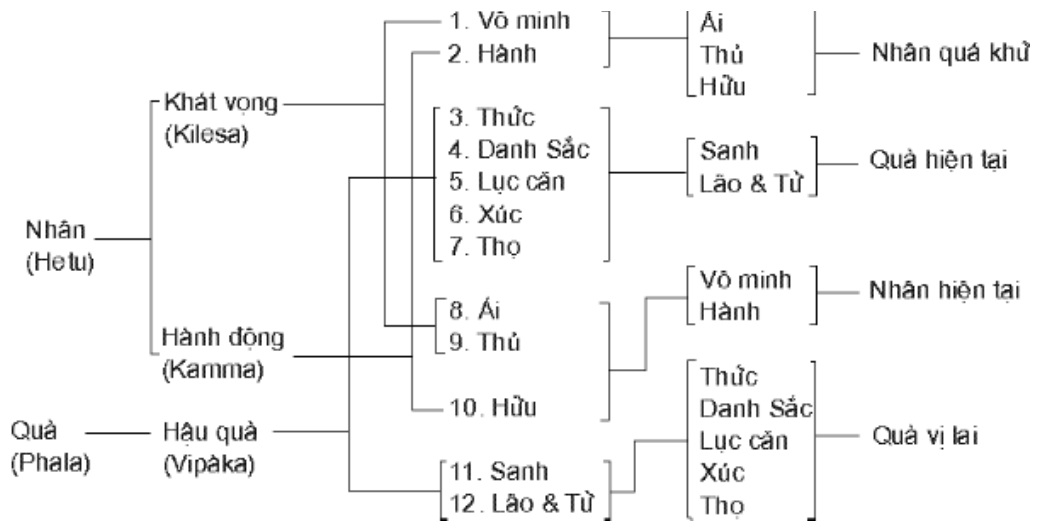 Nhân
(Hetu)
Quả
(Phala)
Khát vọng
(Kilesa)
Hành động
(Kamma)
Hậu quả
(Vipàka)
1. Vô minh
2. Hành
3. Thức
4. Danh Sắc
5. Lục căn
6. Xúc
7. Thọ
8. Ái
9. Thủ
10. Hữu
11. Sanh
12. Lão & Tử
Ái
Thủ
Hữu
Sanh
Lão & Tử
Vô minh
Hành
Thức
Danh Sắc
Lục căn
Xúc
Thọ
Nhân quá khứ
Quả hiện tại
Nhân hiện tại
Quả vị lai